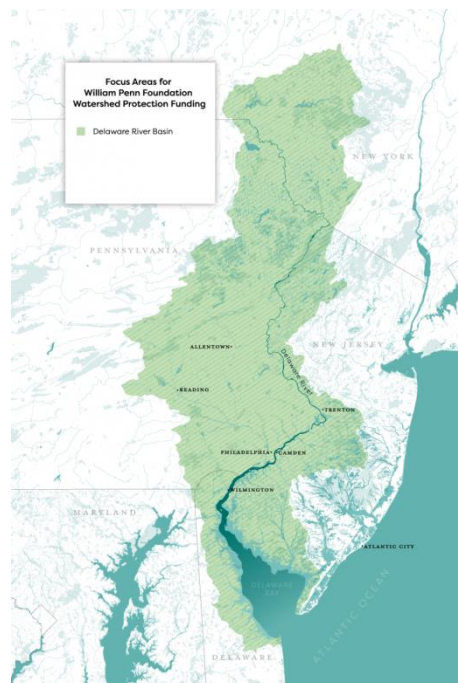 Focus Areas for
William Penn Foundation
Watershed Protection Funding
Delaware River Basin
NEW YORK
PENNSYLVANIA
ALLENTOWN
NEW JERSEY
Delaware River
READING
TRENTON
PHILADELPHIA
CAMDEN
WILMINGTON
MARYLAND
ATLANTIC CITY
DELAWARE
BAY
ATLANTIC OCEAN
DELAWARE